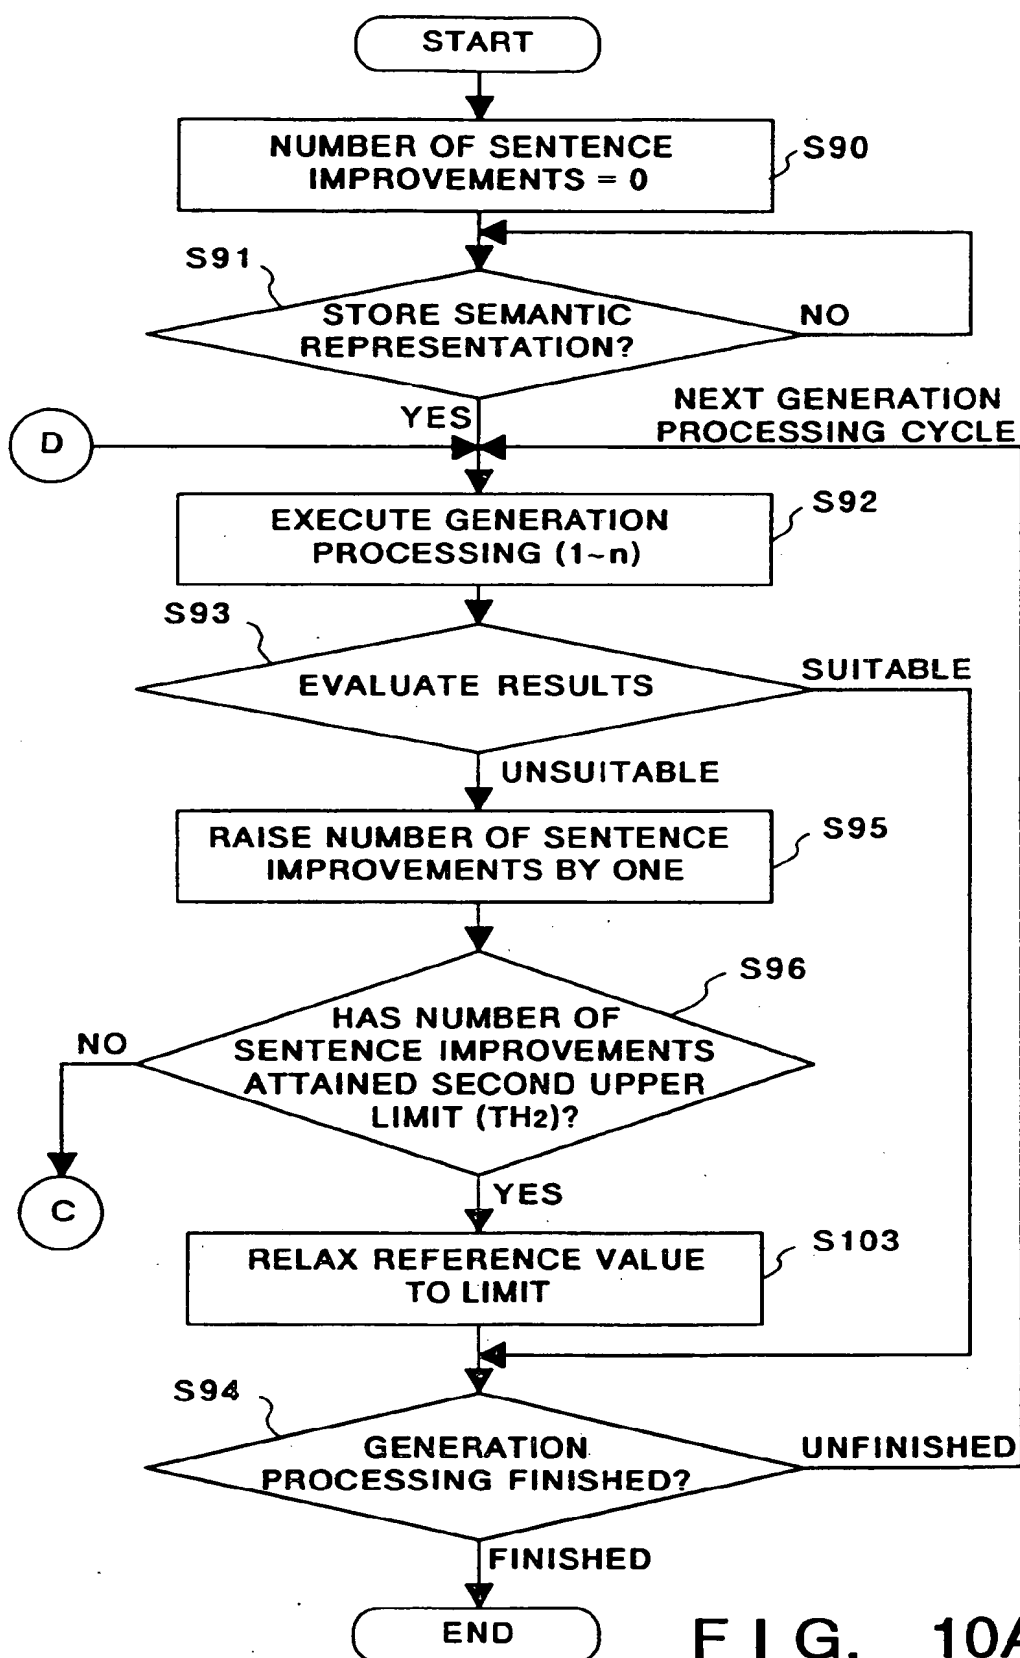 START
NUMBER OF SENTENCE
IMPROVEMENTS = 0
S90
S91
STORE SEMANTIC
REPRESENTATION?
NO
YES
NEXT GENERATION
PROCESSING CYCLE
D
EXECUTE GENERATION
PROCESSING (1~n)
S92
S93
EVALUATE RESULTS
SUITABLE
UNSUITABLE
RAISE NUMBER OF SENTENCE
IMPROVEMENTS BY ONE
S95
S96
HAS NUMBER OF
SENTENCE IMPROVEMENTS
ATTAINED SECOND UPPER
LIMIT (TH2)?
NO
C
YES
RELAX REFERENCE VALUE
TO LIMIT
S103
S94
GENERATION
PROCESSING FINISHED?
UNFINISHED
FINISHED
END
FIG. 10A